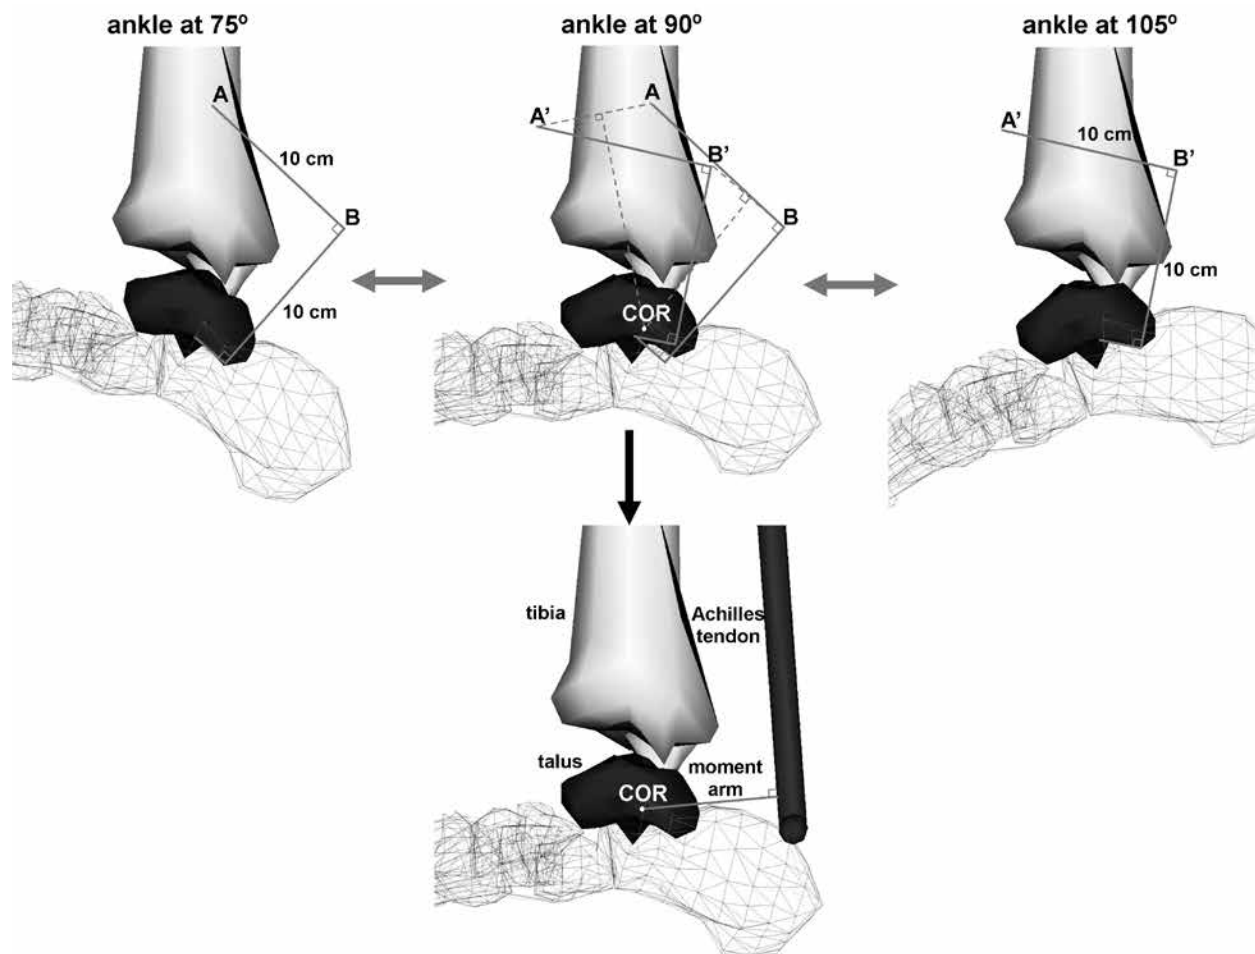 ankle at 75º
ankle at 90º
ankle at 105º
A
10 cm
B
10 cm
A'
A
B'
B
COR
A'
10 cm
B'
10 cm
tibia
Achilles
tendon
talus
moment
arm
COR